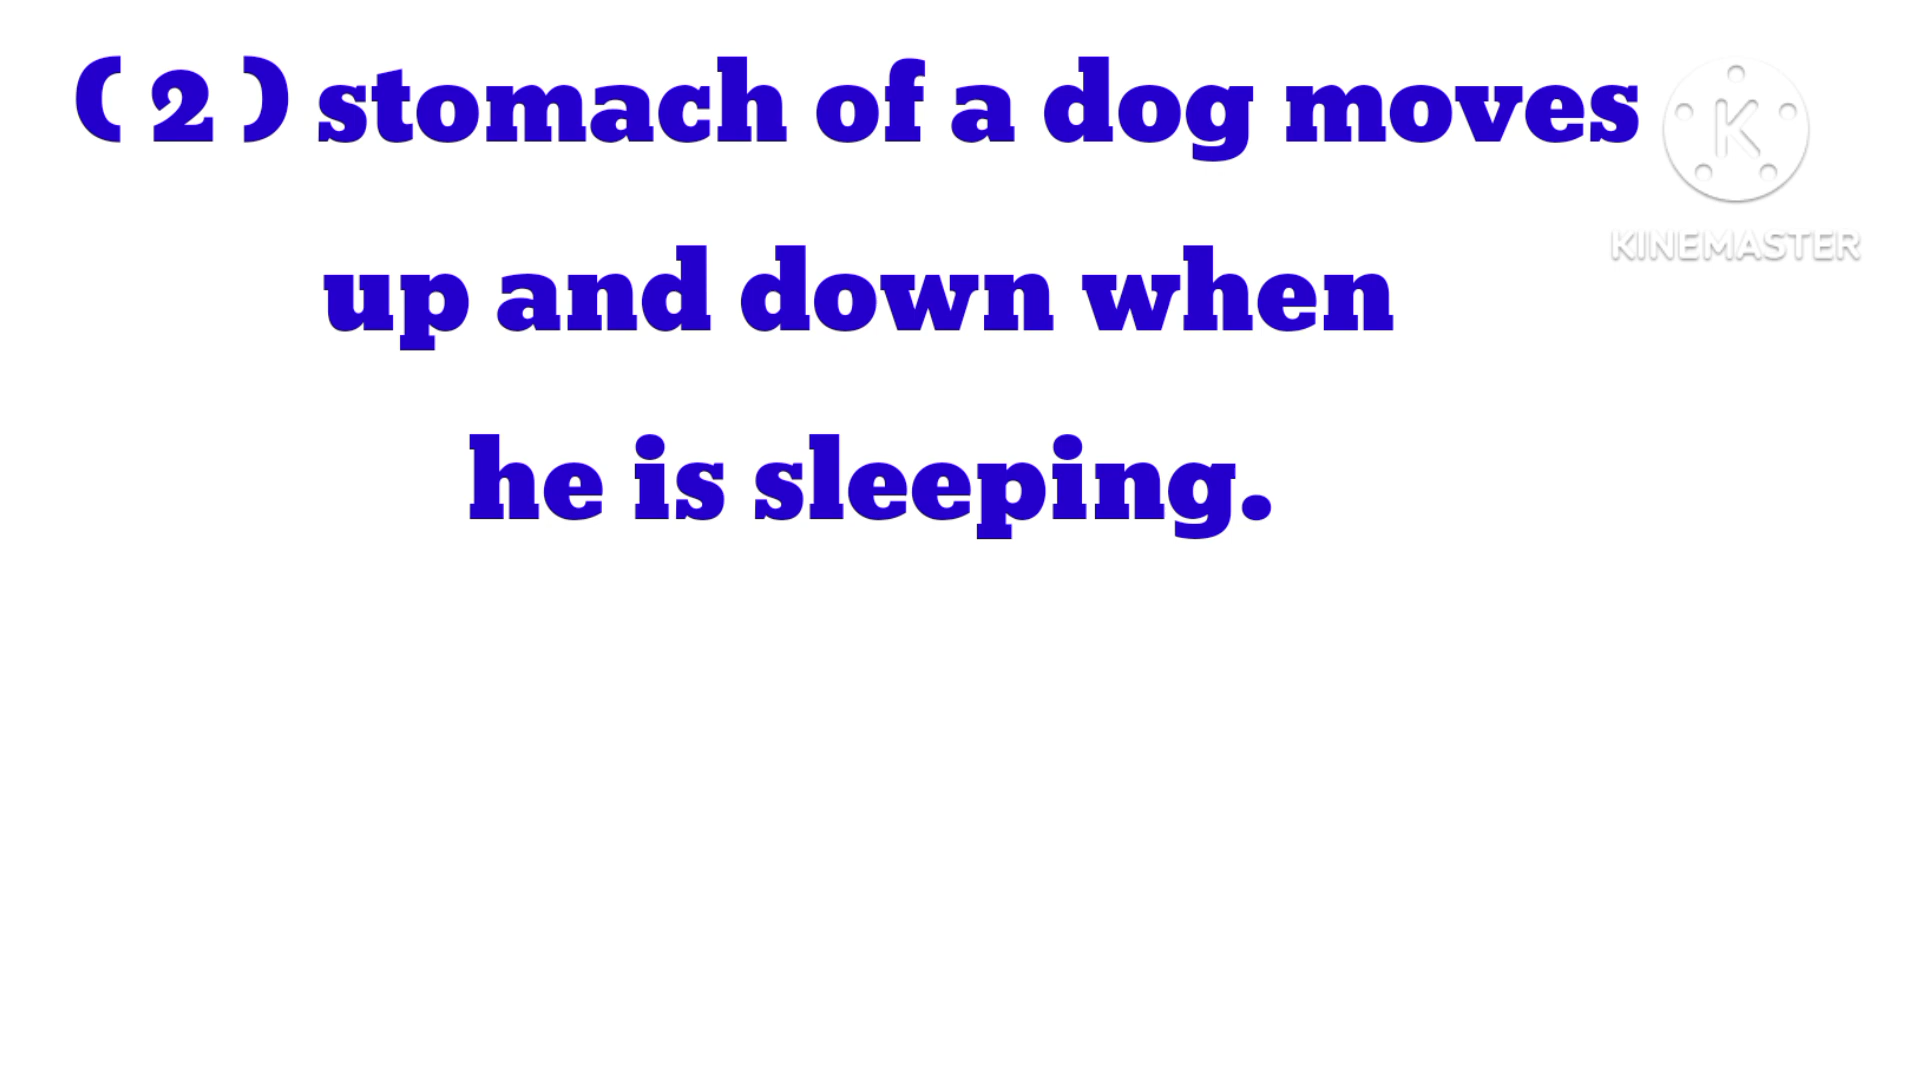 ( 2 ) stomach of a dog moves
up and down when
he is sleeping.
K
KINEMASTER